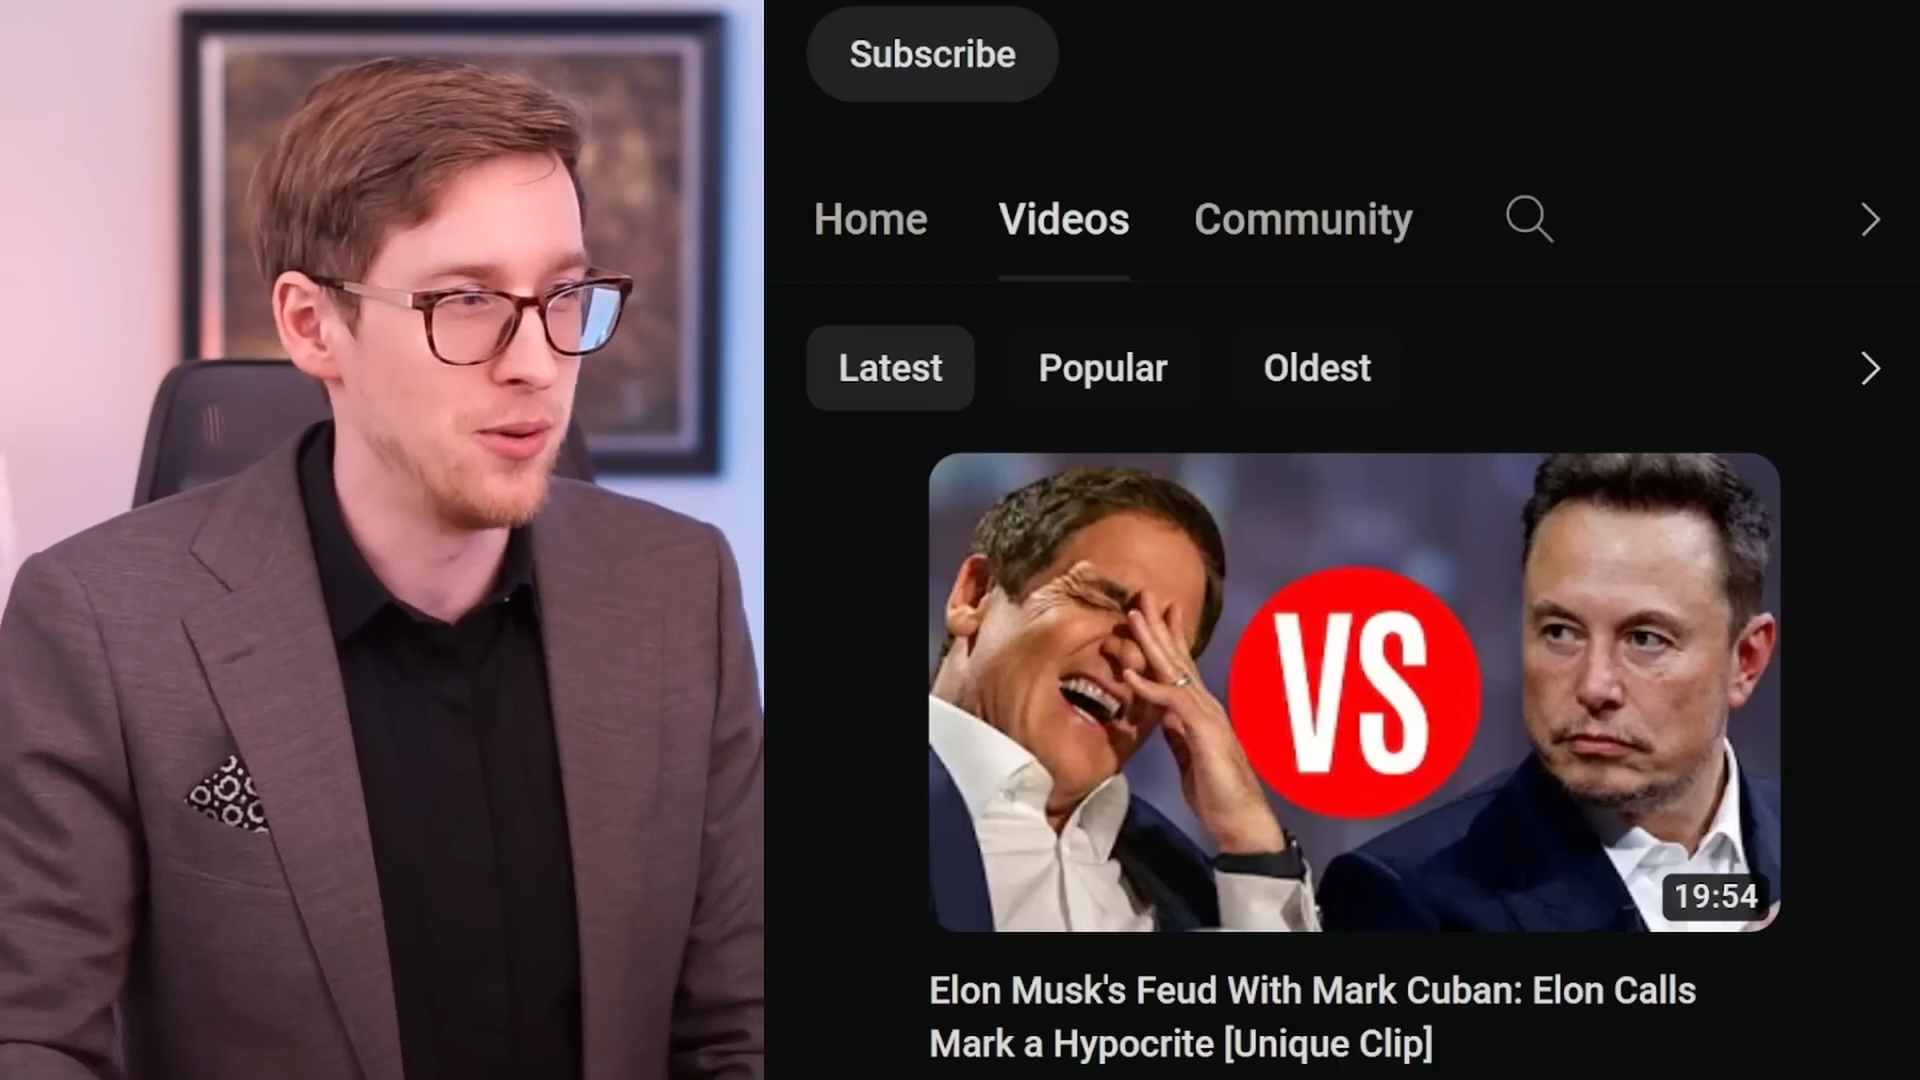 Subscribe
Home Videos Community
Latest Popular Oldest
VS
19:54
Elon Musk's Feud With Mark Cuban: Elon Calls
Mark a Hypocrite [Unique Clip]